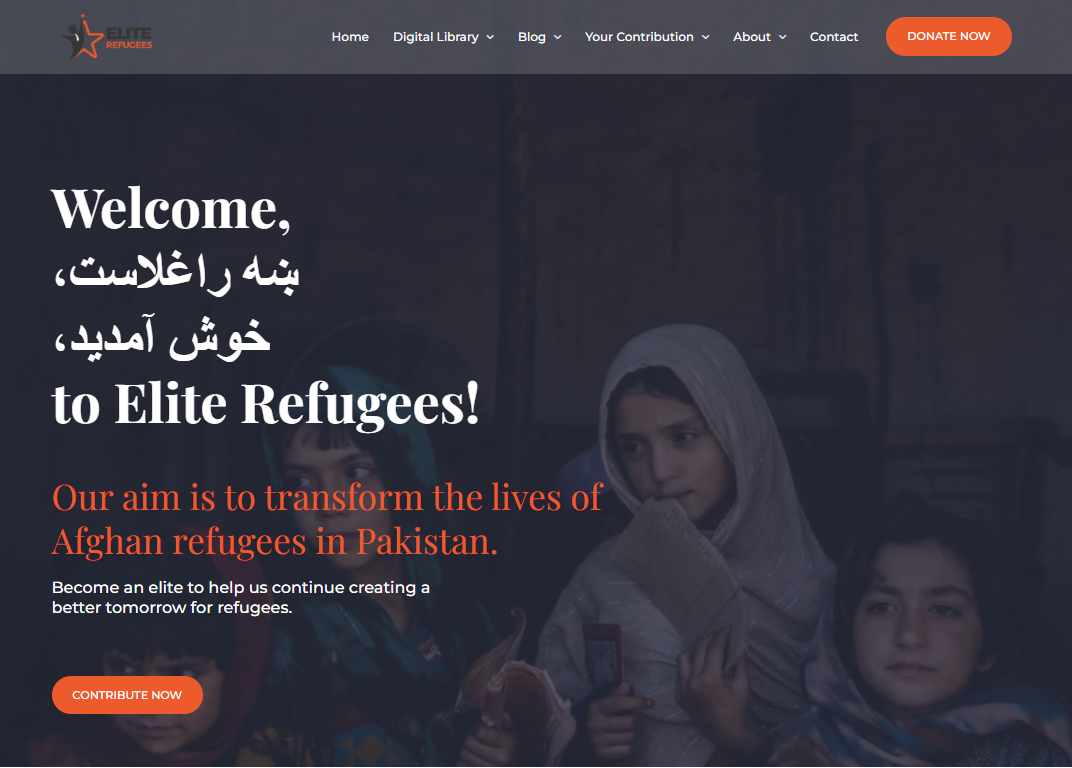 ELITE
REFUGEES
Home
Digital Library
Blog
Your Contribution
About
Contact
DONATE NOW
Welcome,
ښه راغلاست،
خوش آمدید،
to Elite Refugees!
Our aim is to transform the lives of
Afghan refugees in Pakistan.
Become an elite to help us continue creating a
better tomorrow for refugees.
CONTRIBUTE NOW